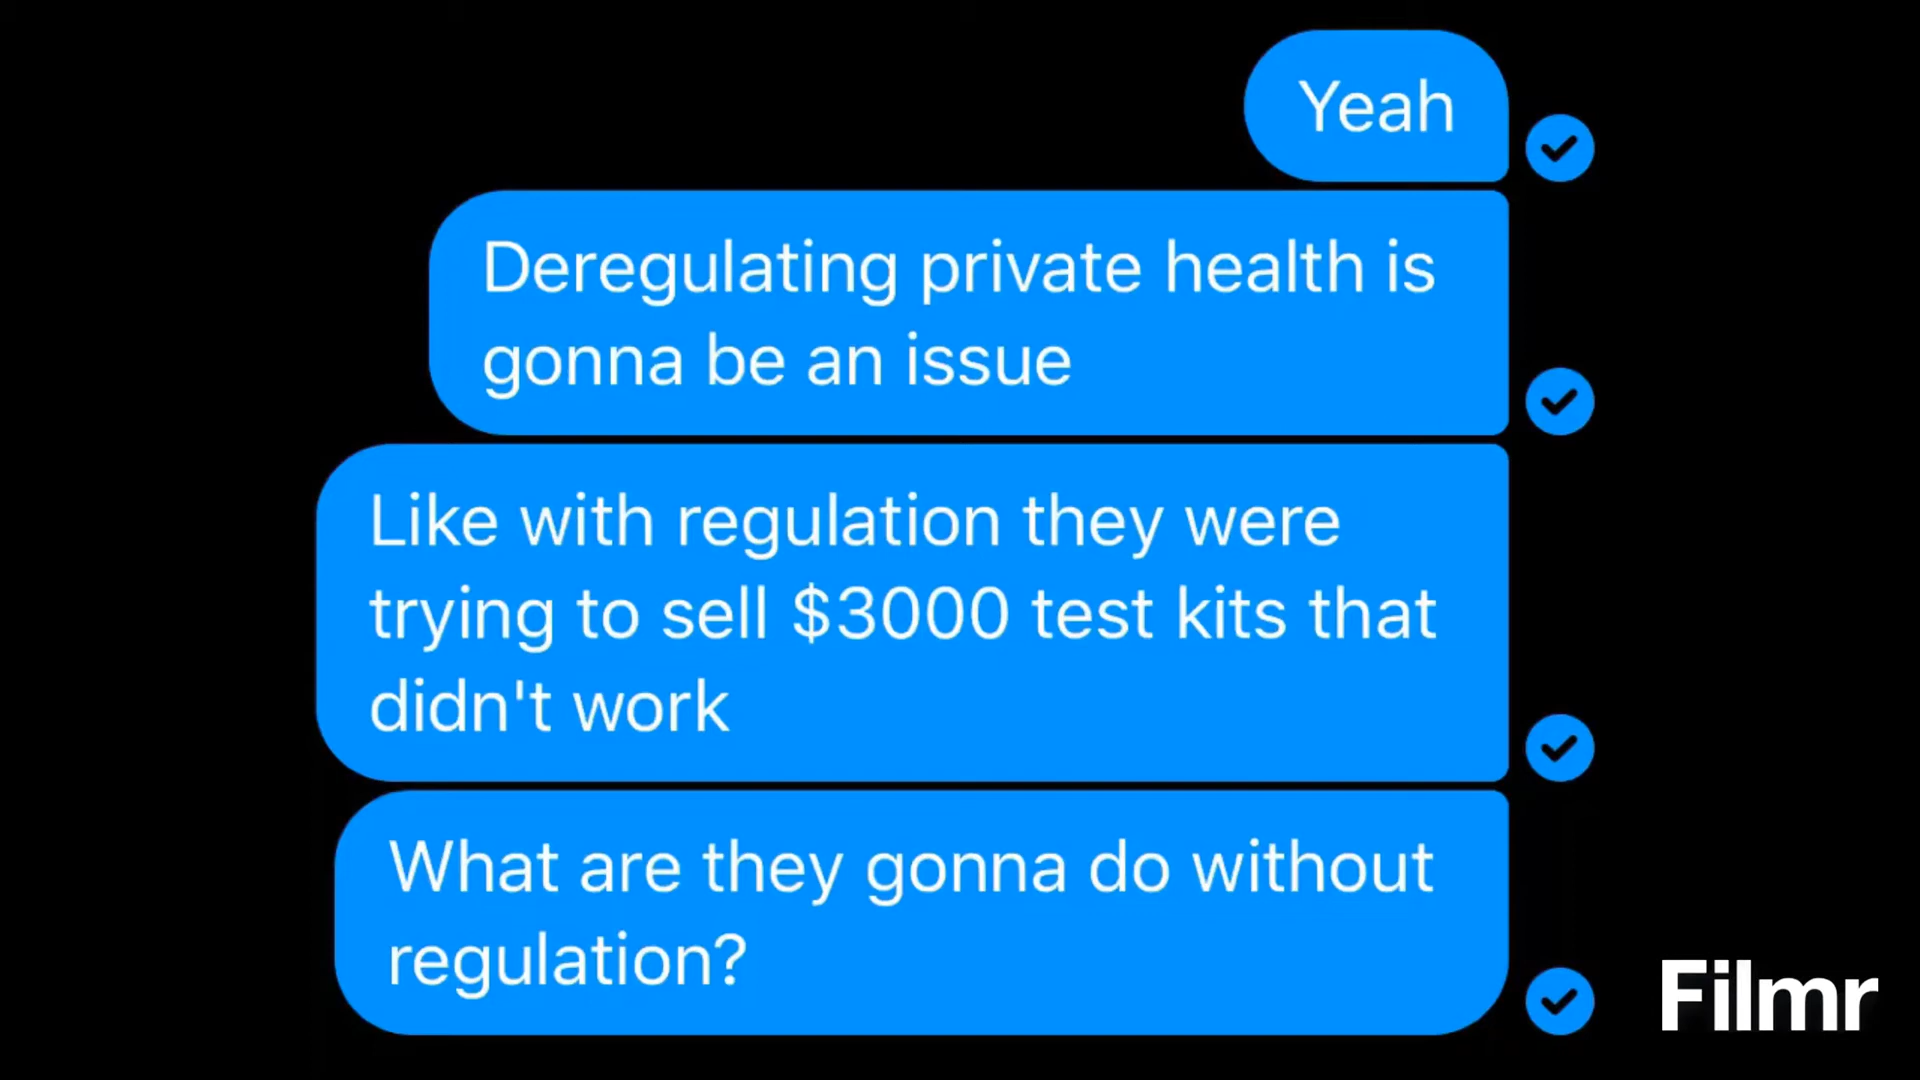 Yeah
Deregulating private health is
gonna be an issue
Like with regulation they were
trying to sell $3000 test kits that
didn't work
What are they gonna do without
regulation?
Filmr